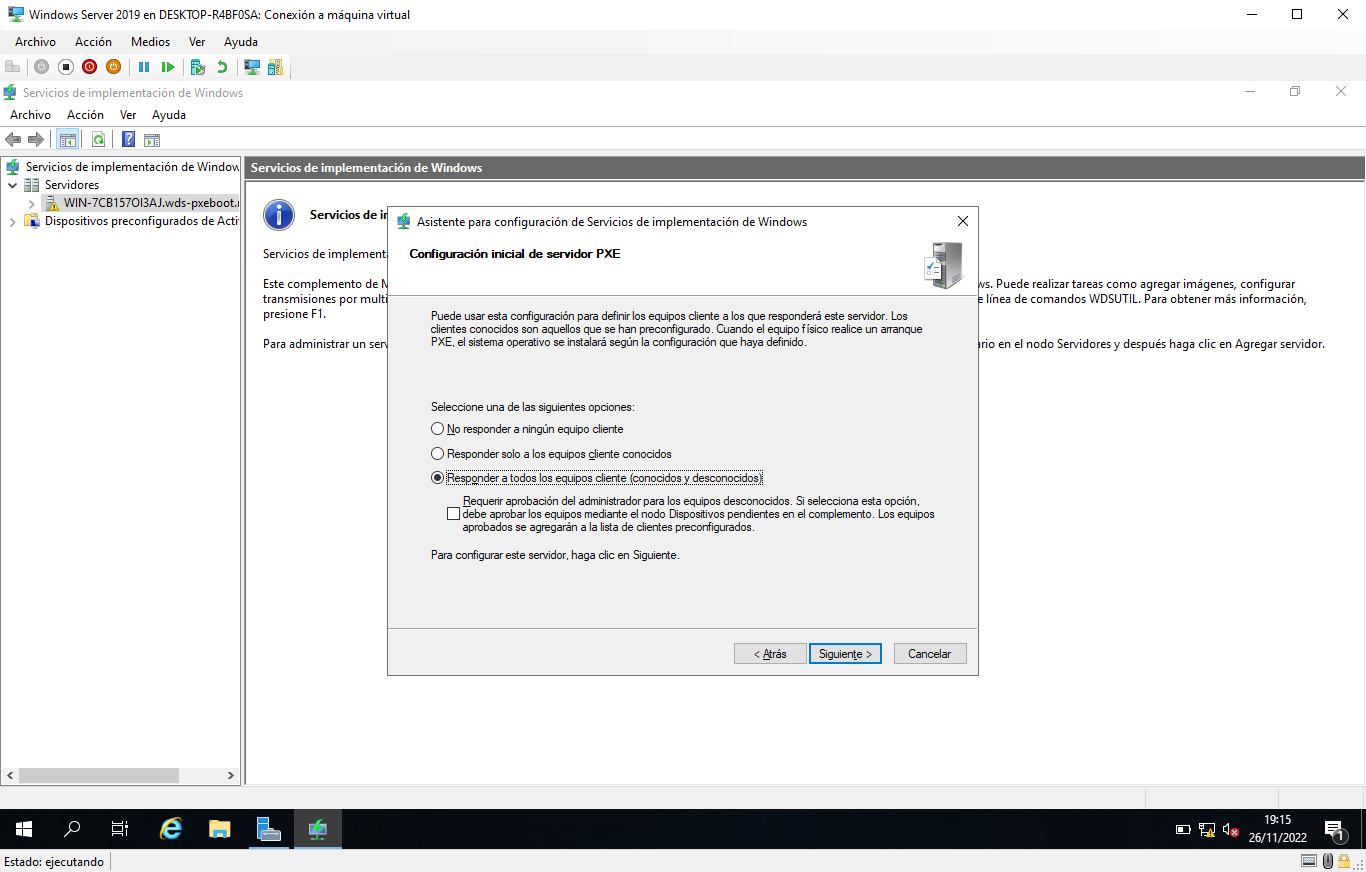 Windows Server 2019 en DESKTOP-R4BF0SA: Conexión a máquina virtual
Archivo Acción Medios Ver Ayuda
Servicios de implementación de Windows
Archivo Acción Ver Ayuda
Servicios de implementación de Window
Servidores
WIN-7CB157OI3AJ.wds-pxeboot.r
Dispositivos preconfigurados de Acti
Servicios de implementación de Windows
Servicios de i
Servicios de implement
Este complemento de M
ws. Puede realizar tareas como agregar imágenes, configurar
transmisiones por multi
e línea de comandos WDSUTIL. Para obtener más información,
presione F1.
Para administrar un serv
ario en el nodo Servidores y después haga clic en Agregar servidor.
Asistente para configuración de Servicios de implementación de Windows
Configuración inicial de servidor PXE
Puede usar esta configuración para definir los equipos cliente a los que responderá este servidor. Los
clientes conocidos son aquellos que se han preconfigurado. Cuando el equipo físico realice un arranque
PXE, el sistema operativo se instalará según la configuración que haya definido.
Seleccione una de las siguientes opciones:
No responder a ningún equipo cliente
Responder solo a los equipos cliente conocidos
Responder a todos los equipos cliente (conocidos y desconocidos)
Requerir aprobación del administrador para los equipos desconocidos. Si selecciona esta opción,
debe aprobar los equipos mediante el nodo Dispositivos pendientes en el complemento. Los equipos
aprobados se agregarán a la lista de clientes preconfigurados.
Para configurar este servidor, haga clic en Siguiente.
< Atrás Siguiente > Cancelar
19:15
26/11/2022
1
Estado: ejecutando